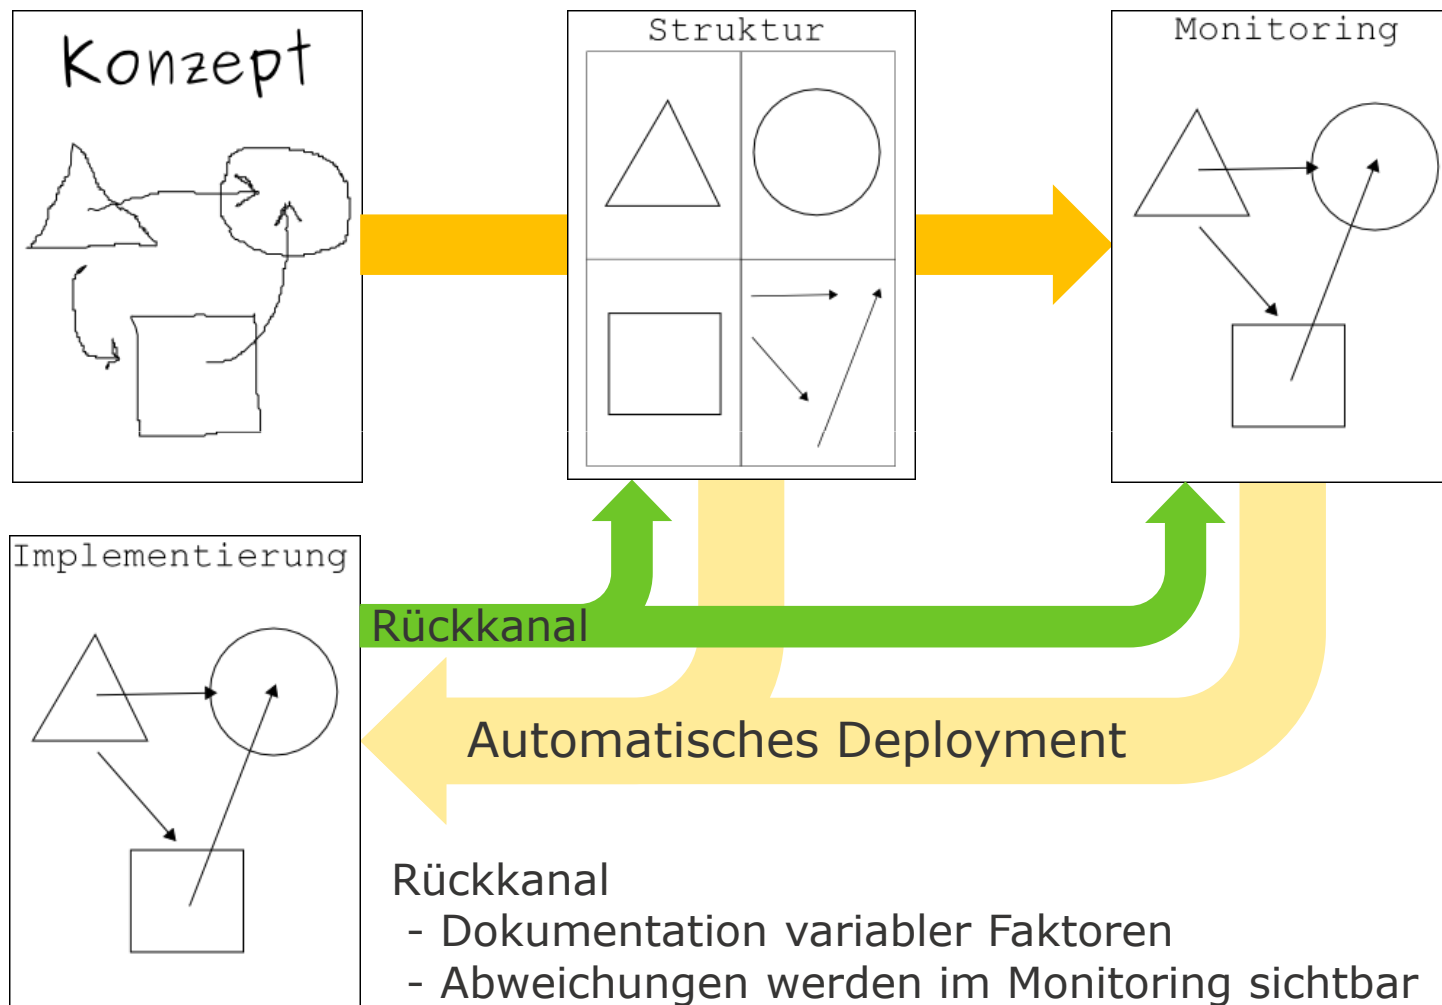 Konzept
Struktur
Monitoring
Implementierung
Rückkanal
Automatisches Deployment
Rückkanal
- Dokumentation variabler Faktoren
- Abweichungen werden im Monitoring sichtbar